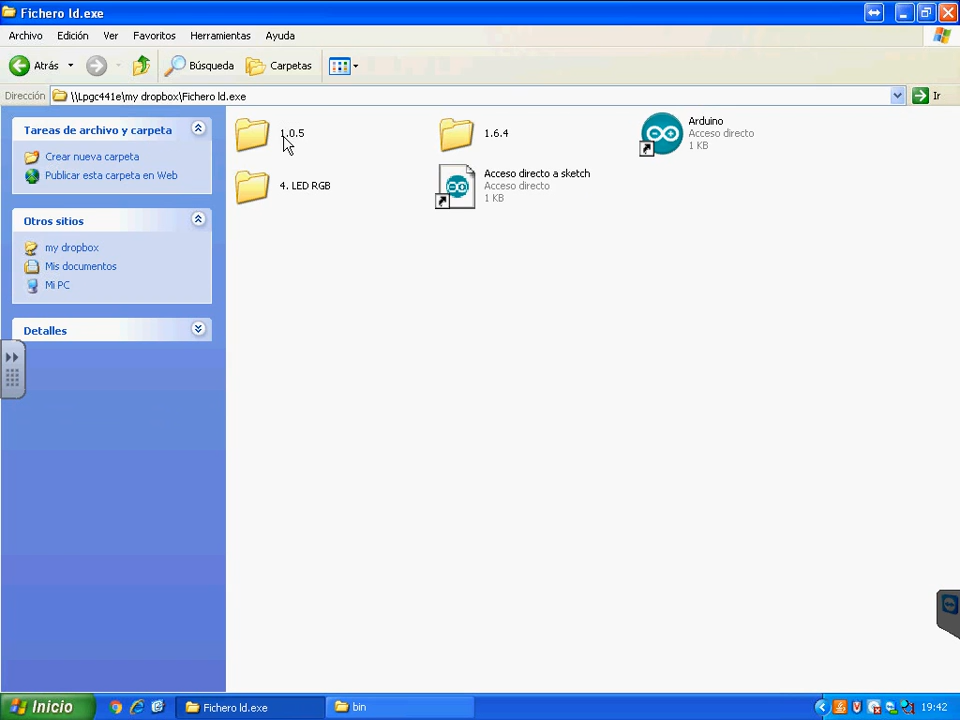 Fichero ld.exe
Archivo Edición Ver Favoritos Herramientas Ayuda
Atrás Búsqueda Carpetas
Dirección \\Lpgc441e\my dropbox\Fichero ld.exe Ir
Tareas de archivo y carpeta
Crear nueva carpeta
Publicar esta carpeta en Web
Otros sitios
my dropbox
Mis documentos
Mi PC
Detalles
1.0.5
1.6.4
Arduino
Acceso directo
1 KB
4. LED RGB
Acceso directo a sketch
Acceso directo
1 KB
Inicio Fichero ld.exe bin 19:42